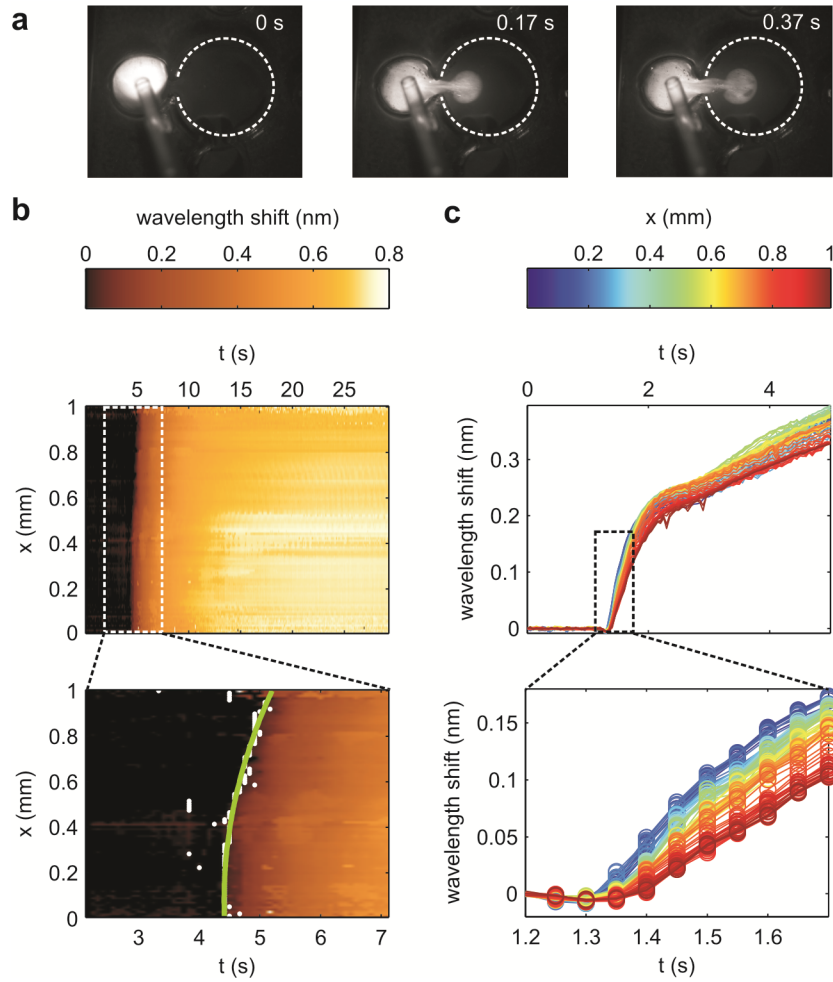 a
0 s
0.17 s
0.37 s
b
wavelength shift (nm)
0 0.2 0.4 0.6 0.8
t (s)
5 10 15 20 25
1
0.8
0.6
0.4
0.2
0
x (mm)
1
0.8
0.6
0.4
0.2
0
x (mm)
3 4 5 6 7
t (s)
c
x (mm)
0.2 0.4 0.6 0.8 1
t (s)
0 2 4
0.3
0.2
0.1
0
wavelength shift (nm)
0.15
0.1
0.05
0
wavelength shift (nm)
1.2 1.3 1.4 1.5 1.6
t (s)